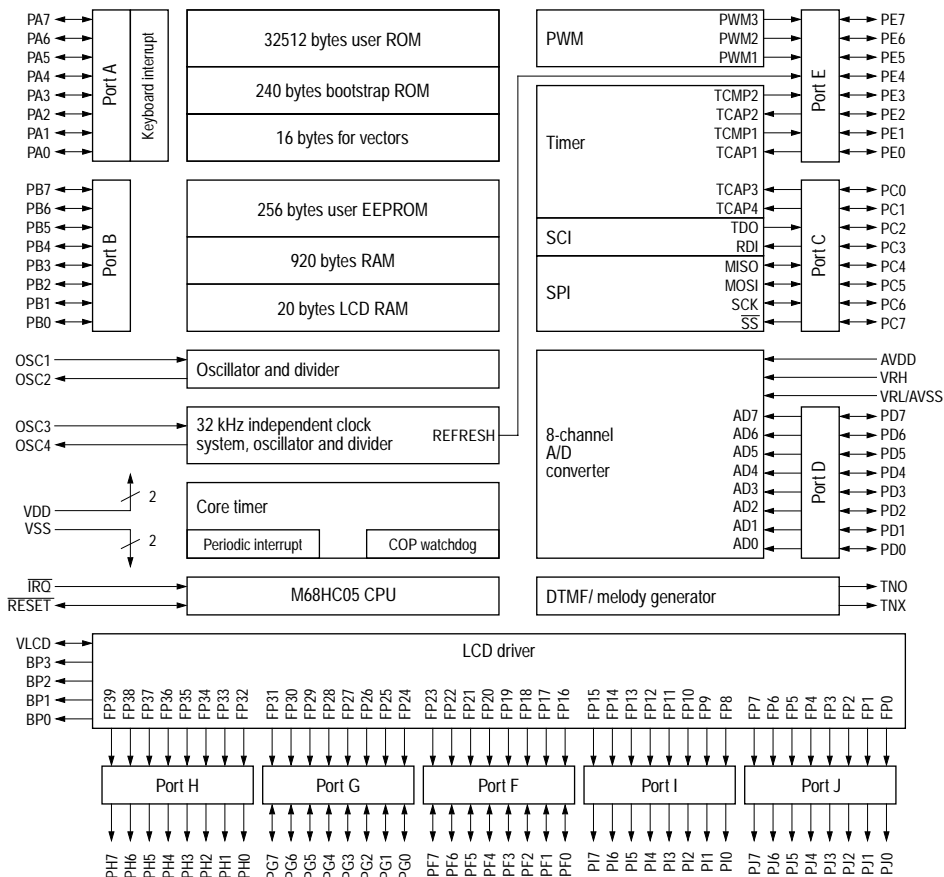 PA7
PA6
PA5
PA4
PA3
PA2
PA1
PA0
Port A
Keyboard interrupt
32512 bytes user ROM
240 bytes bootstrap ROM
16 bytes for vectors
PWM
PWM3
PWM2
PWM1
Timer
TCMP2
TCAP2
TCMP1
TCAP1
TCAP3
TCAP4
Port E
PE7
PE6
PE5
PE4
PE3
PE2
PE1
PE0
PB7
PB6
PB5
PB4
PB3
PB2
PB1
PB0
Port B
256 bytes user EEPROM
920 bytes RAM
20 bytes LCD RAM
SCI
TDO
RDI
SPI
MISO
MOSI
SCK
SS
Port C
PC0
PC1
PC2
PC3
PC4
PC5
PC6
PC7
OSC1
OSC2
Oscillator and divider
OSC3
OSC4
32 kHz independent clock
system, oscillator and divider
REFRESH
8-channel
A/D
converter
AVDD
VRH
VRL/AVSS
AD7
AD6
AD5
AD4
AD3
AD2
AD1
AD0
Port D
PD7
PD6
PD5
PD4
PD3
PD2
PD1
PD0
VDD
2
VSS
2
Core timer
Periodic interrupt
COP watchdog
IRQ
RESET
M68HC05 CPU
DTMF/ melody generator
TNO
TNX
VLCD
BP3
BP2
BP1
BP0
LCD driver
FP39
FP38
FP37
FP36
FP35
FP34
FP33
FP32
FP31
FP30
FP29
FP28
FP27
FP26
FP25
FP24
FP23
FP22
FP21
FP20
FP19
FP18
FP17
FP16
FP15
FP14
FP13
FP12
FP11
FP10
FP9
FP8
FP7
FP6
FP5
FP4
FP3
FP2
FP1
FP0
Port H
Port G
Port F
Port I
Port J
PH7
PH6
PH5
PH4
PH3
PH2
PH1
PH0
PG7
PG6
PG5
PG4
PG3
PG2
PG1
PG0
PF7
PF6
PF5
PF4
PF3
PF2
PF1
PF0
PI7
PI6
PI5
PI4
PI3
PI2
PI1
PI0
PJ7
PJ6
PJ5
PJ4
PJ3
PJ2
PJ1
PJ0